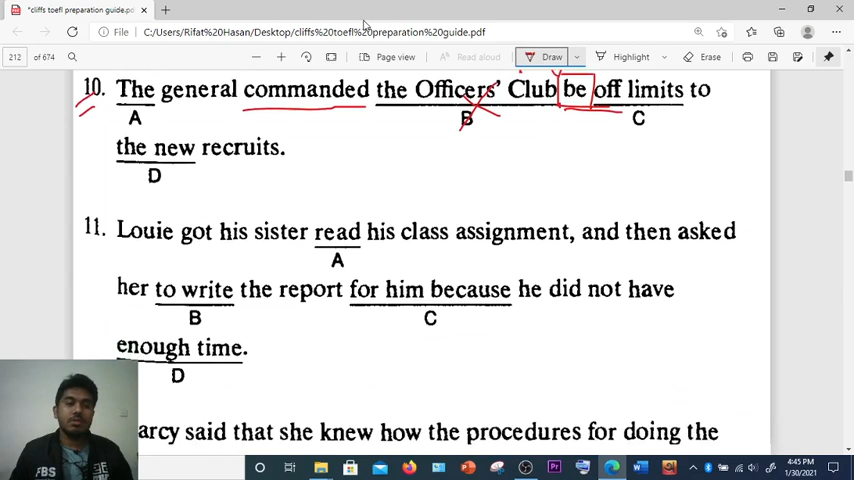 *cliffs toefl preparation guide.pd
File
C:/Users/Rifat%20Hasan/Desktop/cliffs%20toefl%20preparation%20guide.pdf
212 of 674
Page view
Read aloud
Draw
Highlight
Erase
10. The general commanded the Officers' Club be off limits to
A B C
the new recruits.
D
11. Louie got his sister read his class assignment, and then asked
A
her to write the report for him because he did not have
B C
enough time.
D
arcy said that she knew how the procedures for doing the
FBS
4:45 PM
1/30/2021